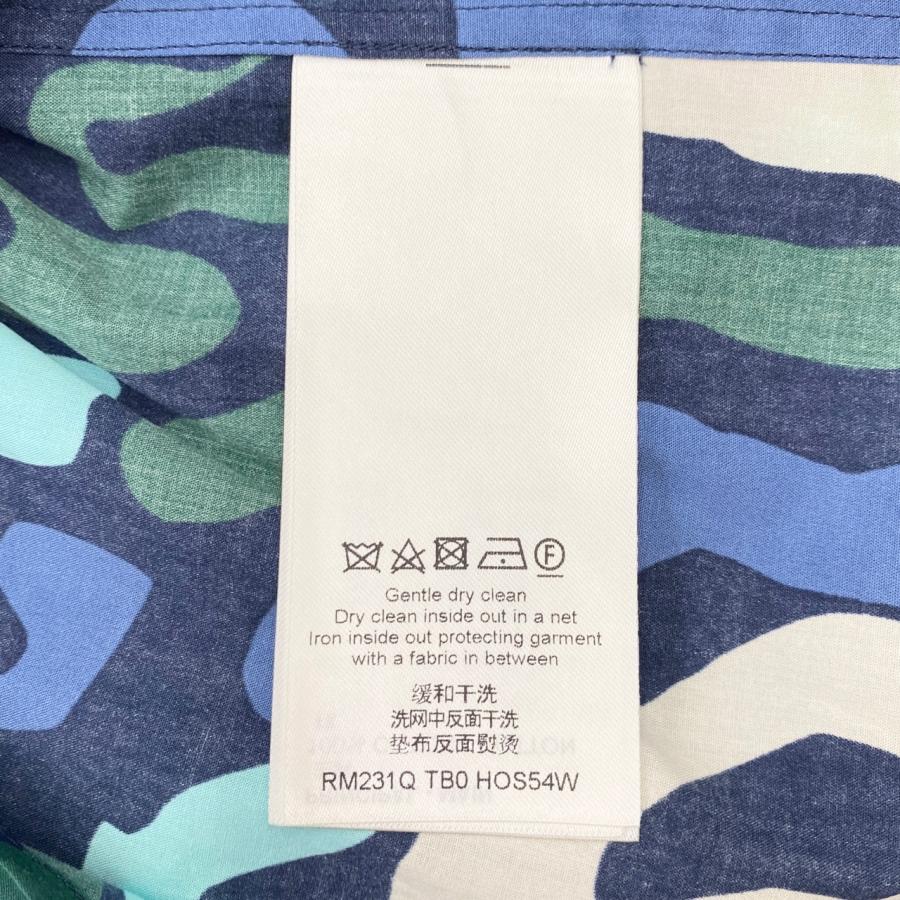 F
Gentle dry clean
Dry clean inside out in a net
Iron inside out protecting garment
with a fabric in between
缓和干洗
洗网中反面干洗
垫布反面熨烫
RM231Q TB0 HOS54W